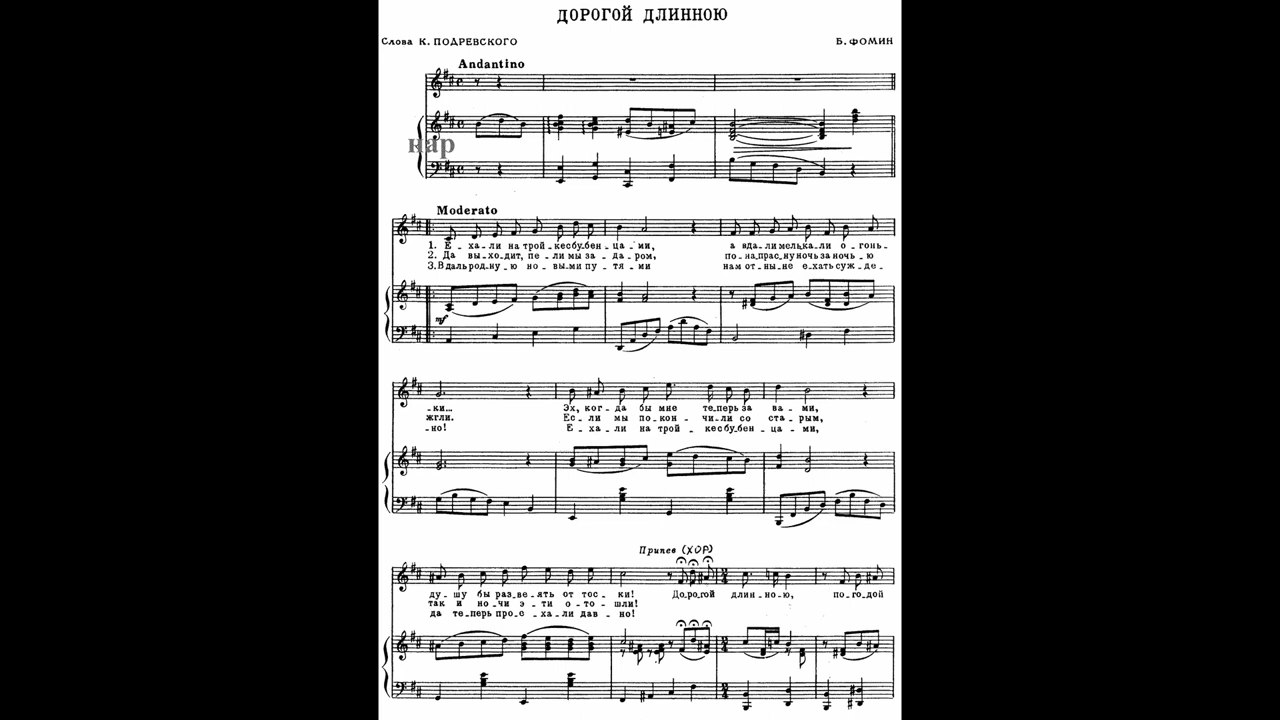 ДОРОГОЙ ДЛИННОЮ
Слова К. ПОДРЕВСКОГО Б. ФОМИН
Andantino
нар
Moderato
1. Е - ха - ли на трой - ке с бу - бен - ца - ми, а вда - ли мель - ка - ли о - гонь -
2. Да вы - хо - дит, пе - ли мы за - да - ром, по - на - прас - ну ночь за ночь - ю
3. В даль род - ну - ю но - вы - ми пу - тя - ми нам от - ны - не е - хать суж - де -
mf
- ки... Эх, ког - да бы мне те - перь за ва - ми,
жгли. Ес - ли мы по - кон - чи - ли со ста - рым,
- но! Е - ха - ли на трой - ке с бу - бен - ца - ми,
Припев (ХОР)
ду - шу бы раз - ве - ять от тос - ки! До - ро - гой длин - но - ю, по - го - дой
так и но - чи э - ти о - то - шли!
да те - перь про - е - ха - ли дав - но!